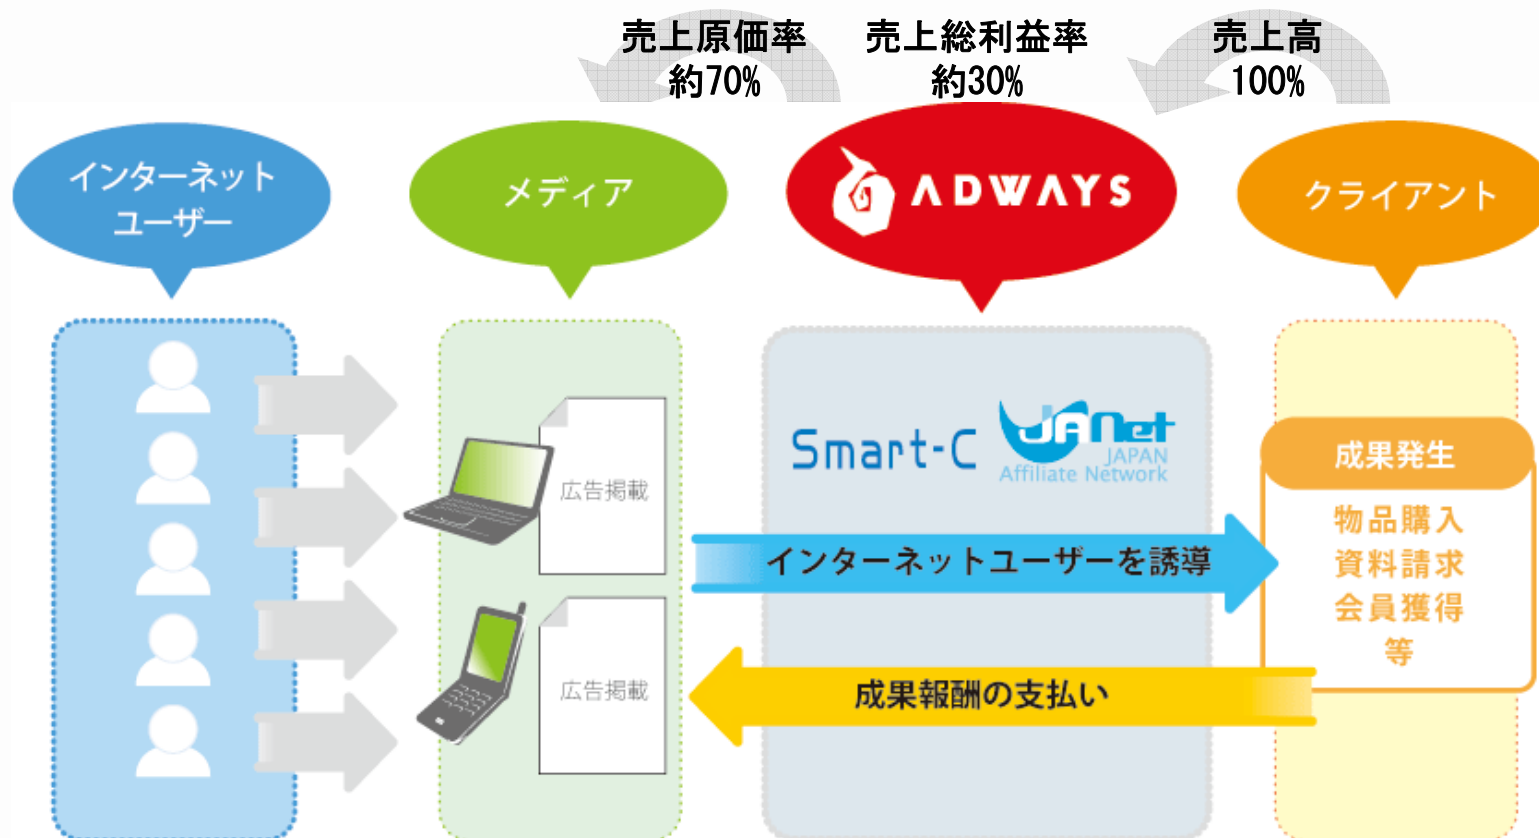 売上原価率
約70%
売上総利益率
約30%
売上高
100%
インターネット
ユーザー
メディア
ADWAYS
クライアント
広告掲載
広告掲載
Smart-C
JANet
JAPAN
Affiliate Network
成果発生
物品購入
資料請求
会員獲得
等
インターネットユーザーを誘導
成果報酬の支払い